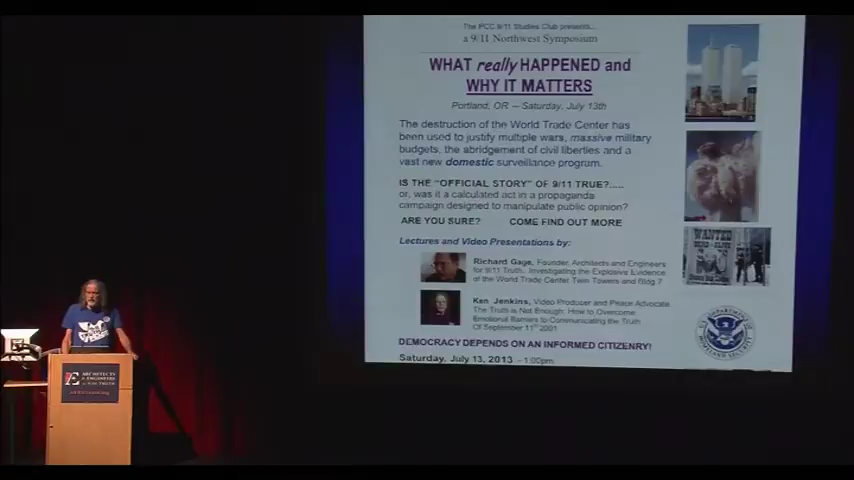 The PCC 9/11 Studies Club presents...
a 9/11 Northwest Symposium
WHAT really HAPPENED and
WHY IT MATTERS
Portland, OR — Saturday, July 13th
The destruction of the World Trade Center has
been used to justify multiple wars, massive military
budgets, the abridgement of civil liberties and a
vast new domestic surveillance program.
IS THE "OFFICIAL STORY" OF 9/11 TRUE?....
or, was it a calculated act in a propaganda
campaign designed to manipulate public opinion?
ARE YOU SURE? COME FIND OUT MORE
Lectures and Video Presentations by:
Richard Gage, Founder, Architects and Engineers
for 9/11 Truth. Investigating the Explosive Evidence
of the World Trade Center Twin Towers and Bldg 7
Ken Jenkins, Video Producer and Peace Advocate
The Truth is Not Enough: How to Overcome
Emotional Barriers to Communicating the Truth
Of September 11th 2001
DEMOCRACY DEPENDS ON AN INFORMED CITIZENRY!
Saturday, July 13, 2013 - 1:00pm
WANTED
U.S. DEPARTMENT OF
HOMELAND SECURITY
ARCHITECTS
ENGINEERS